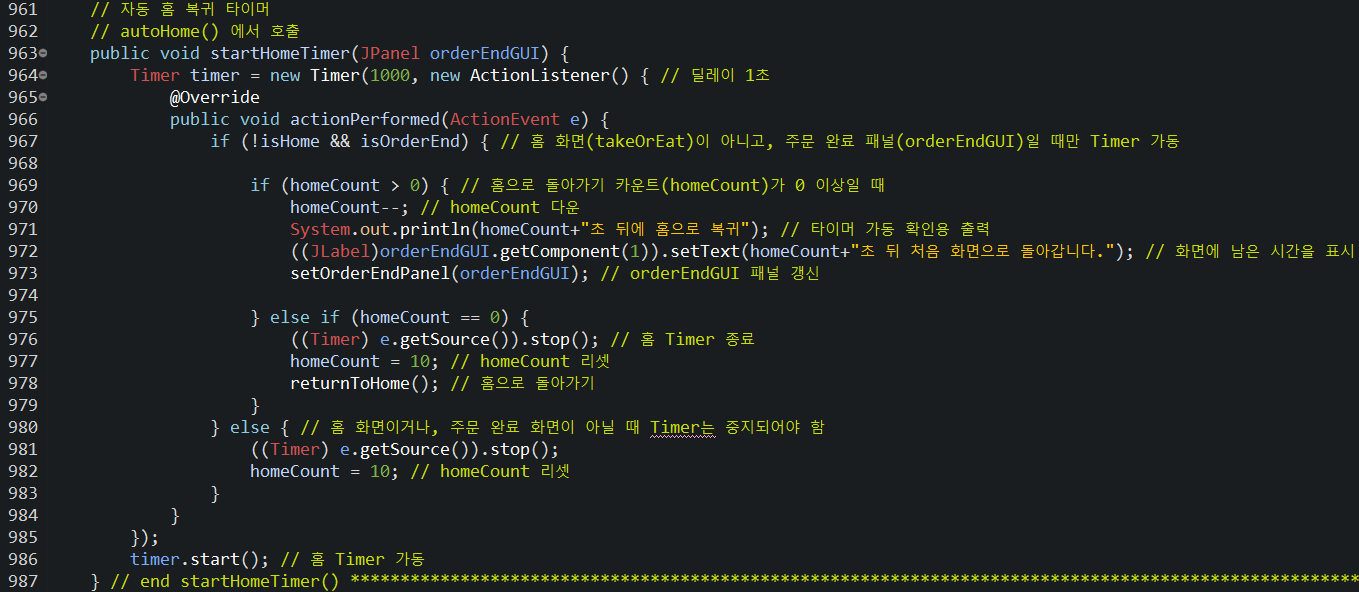 961     // 자동 홈 복귀 타이머
962     // autoHome() 에서 호출
963     public void startHomeTimer(JPanel orderEndGUI) {
964         Timer timer = new Timer(1000, new ActionListener() { // 딜레이 1초
965             @Override
966             public void actionPerformed(ActionEvent e) {
967                 if (!isHome && isOrderEnd) { // 홈 화면(takeOrEat)이 아니고, 주문 완료 패널(orderEndGUI)일 때만 Timer 가동
968
969                     if (homeCount > 0) { // 홈으로 돌아가기 카운트(homeCount)가 0 이상일 때
970                         homeCount--; // homeCount 다운
971                         System.out.println(homeCount+"초 뒤에 홈으로 복귀"); // 타이머 가동 확인용 출력
972                         ((JLabel)orderEndGUI.getComponent(1)).setText(homeCount+"초 뒤 처음 화면으로 돌아갑니다."); // 화면에 남은 시간을 표시
973                         setOrderEndPanel(orderEndGUI); // orderEndGUI 패널 갱신
974
975                     } else if (homeCount == 0) {
976                         ((Timer) e.getSource()).stop(); // 홈 Timer 종료
977                         homeCount = 10; // homeCount 리셋
978                         returnToHome(); // 홈으로 돌아가기
979                     }
980                 } else { // 홈 화면이거나, 주문 완료 화면이 아닐 때 Timer는 중지되어야 함
981                     ((Timer) e.getSource()).stop();
982                     homeCount = 10; // homeCount 리셋
983                 }
984             }
985         });
986         timer.start(); // 홈 Timer 가동
987     } // end startHomeTimer() *****************************************************************************************************